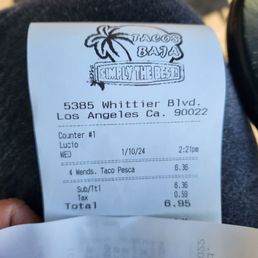 TACOS
BAJA
SIMPLY THE BEST!
5385 Whittier Blvd.
Los Angeles Ca. 90022
Counter #1
Lucio
WED 1/10/24 2:21pm
4 Wends. Taco Pesca 6.36
Sub/Ttl 6.36
Tax 0.59
Total 6.95